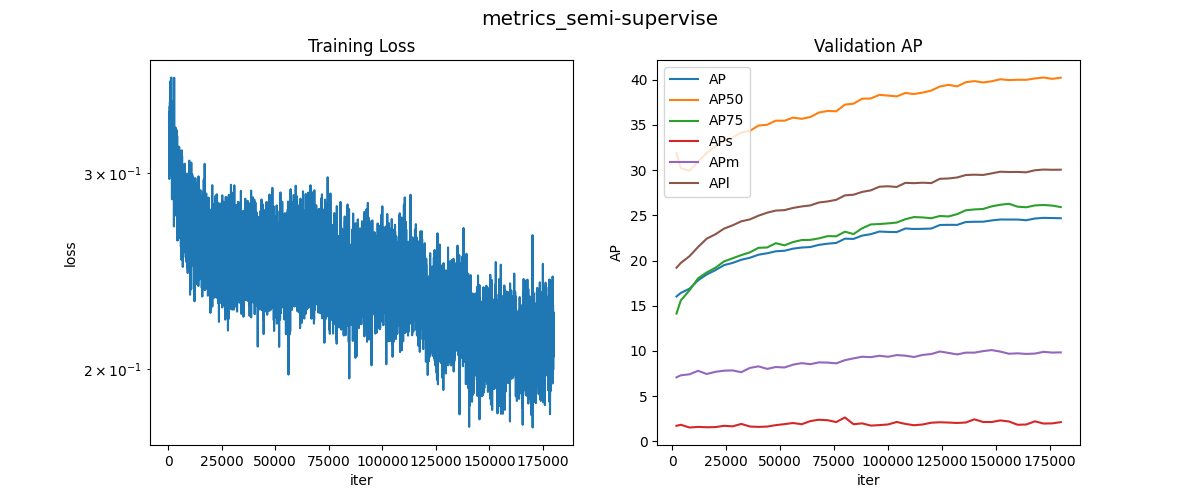 metrics_semi-supervise
Training Loss
loss
3 × 10⁻¹
2 × 10⁻¹
0 25000 50000 75000 100000 125000 150000 175000
iter
Validation AP
AP
40
35
30
25
20
15
10
5
0
AP
AP50
AP75
APs
APm
APl
0 25000 50000 75000 100000 125000 150000 175000
iter